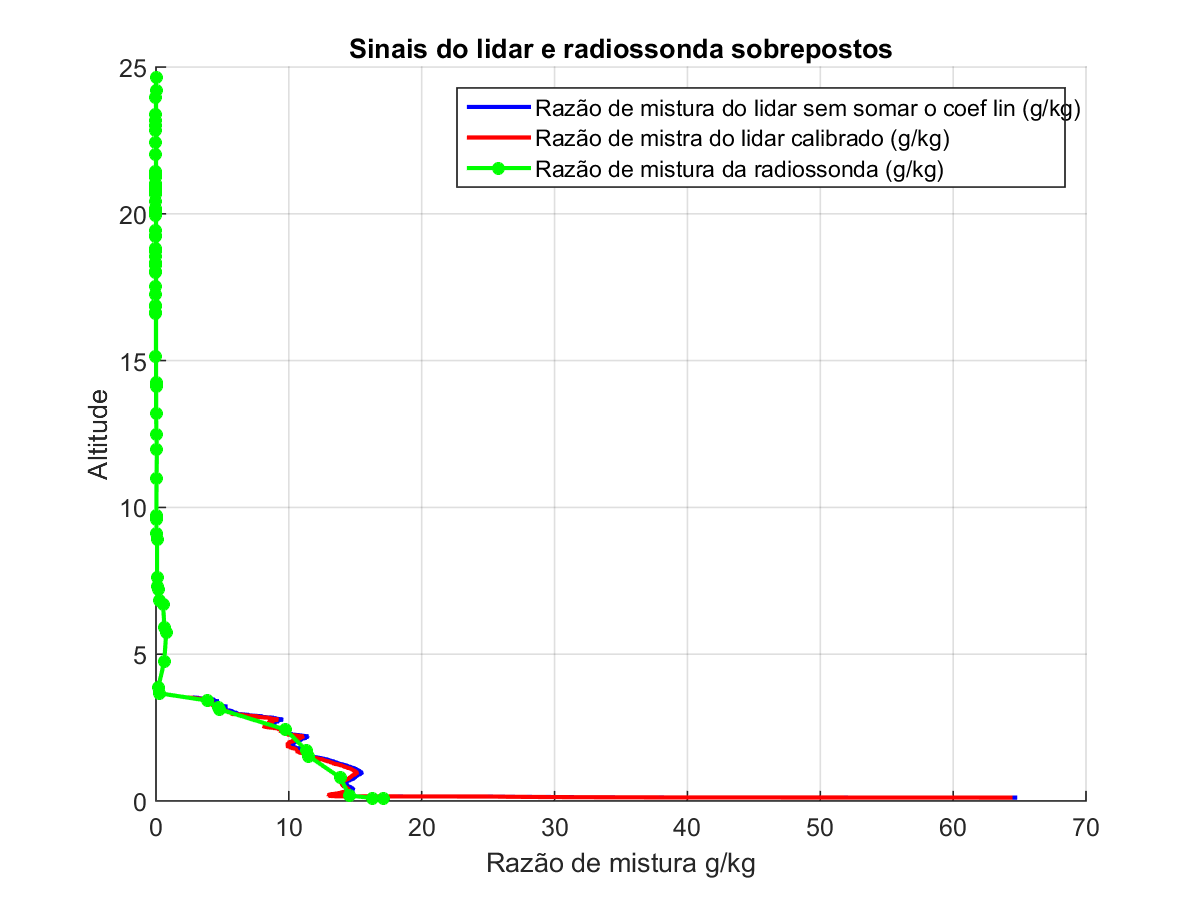 Sinais do lidar e radiossonda sobrepostos
Razão de mistura do lidar sem somar o coef lin (g/kg)
Razão de mistra do lidar calibrado (g/kg)
Razão de mistura da radiossonda (g/kg)
25
20
15
10
5
0
Altitude
0 10 20 30 40 50 60 70
Razão de mistura g/kg